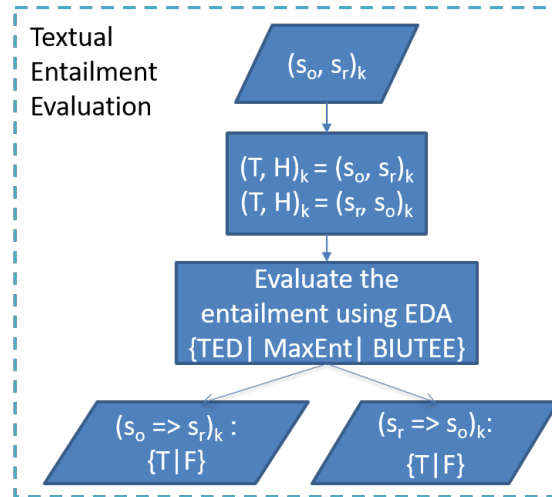 Textual
Entailment
Evaluation
(sₒ, sᵣ)ₖ
(T, H)ₖ = (sₒ, sᵣ)ₖ
(T, H)ₖ = (sᵣ, sₒ)ₖ
Evaluate the
entailment using EDA
{TED| MaxEnt| BIUTEE}
(sₒ => sᵣ)ₖ :
{T|F}
(sᵣ => sₒ)ₖ:
{T|F}